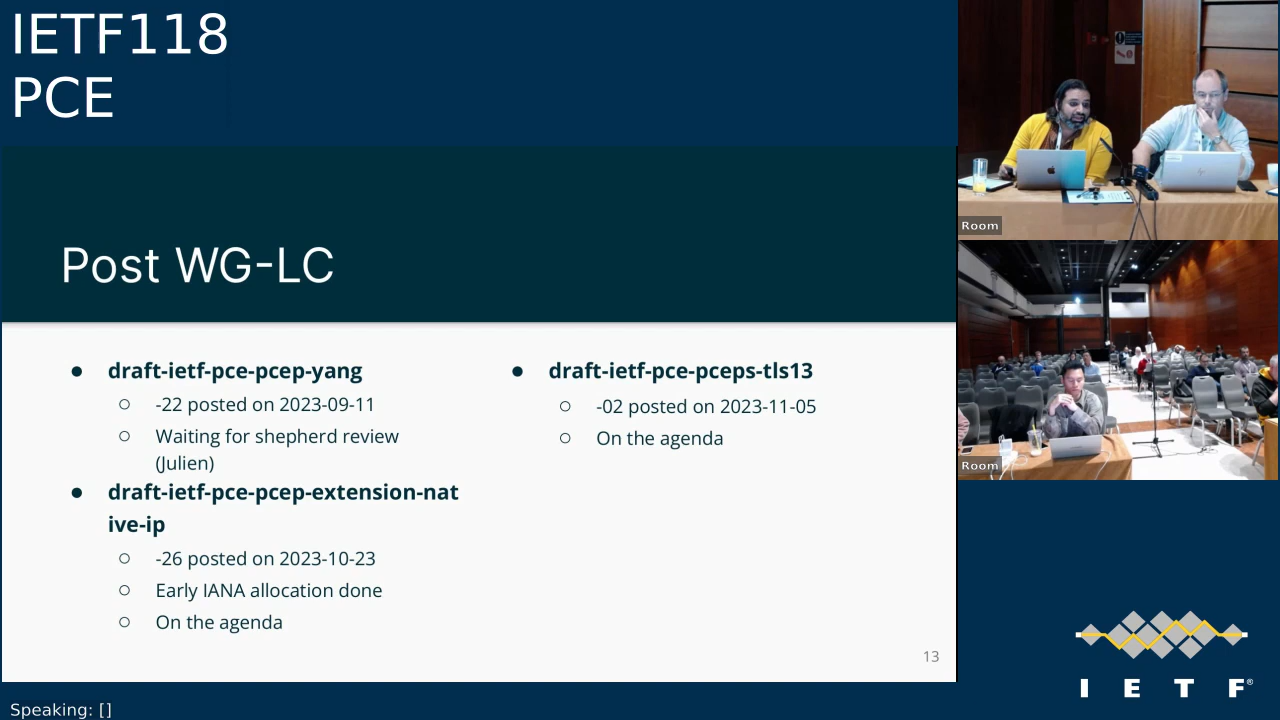 IETF118
PCE
Post WG-LC
● draft-ietf-pce-pcep-yang
○ -22 posted on 2023-09-11
○ Waiting for shepherd review
(Julien)
● draft-ietf-pce-pcep-extension-nat
ive-ip
○ -26 posted on 2023-10-23
○ Early IANA allocation done
○ On the agenda
● draft-ietf-pce-pceps-tls13
○ -02 posted on 2023-11-05
○ On the agenda
13
Room
Room
I E T F®
Speaking: []